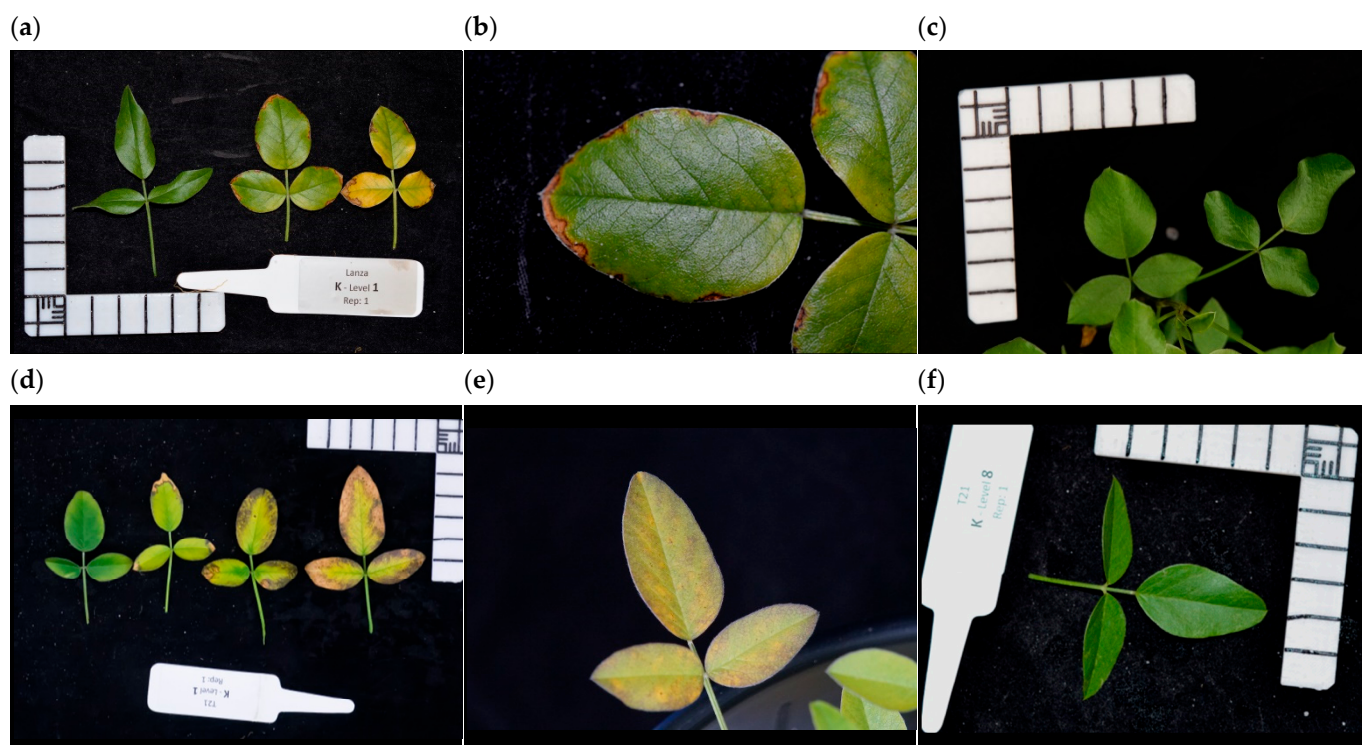 (a)
(b)
(c)
Lanza
K - Level 1
Rep: 1
(d)
(e)
(f)
T21
K - Level 1
Rep: 1
T21
K - Level 8
Rep: 1